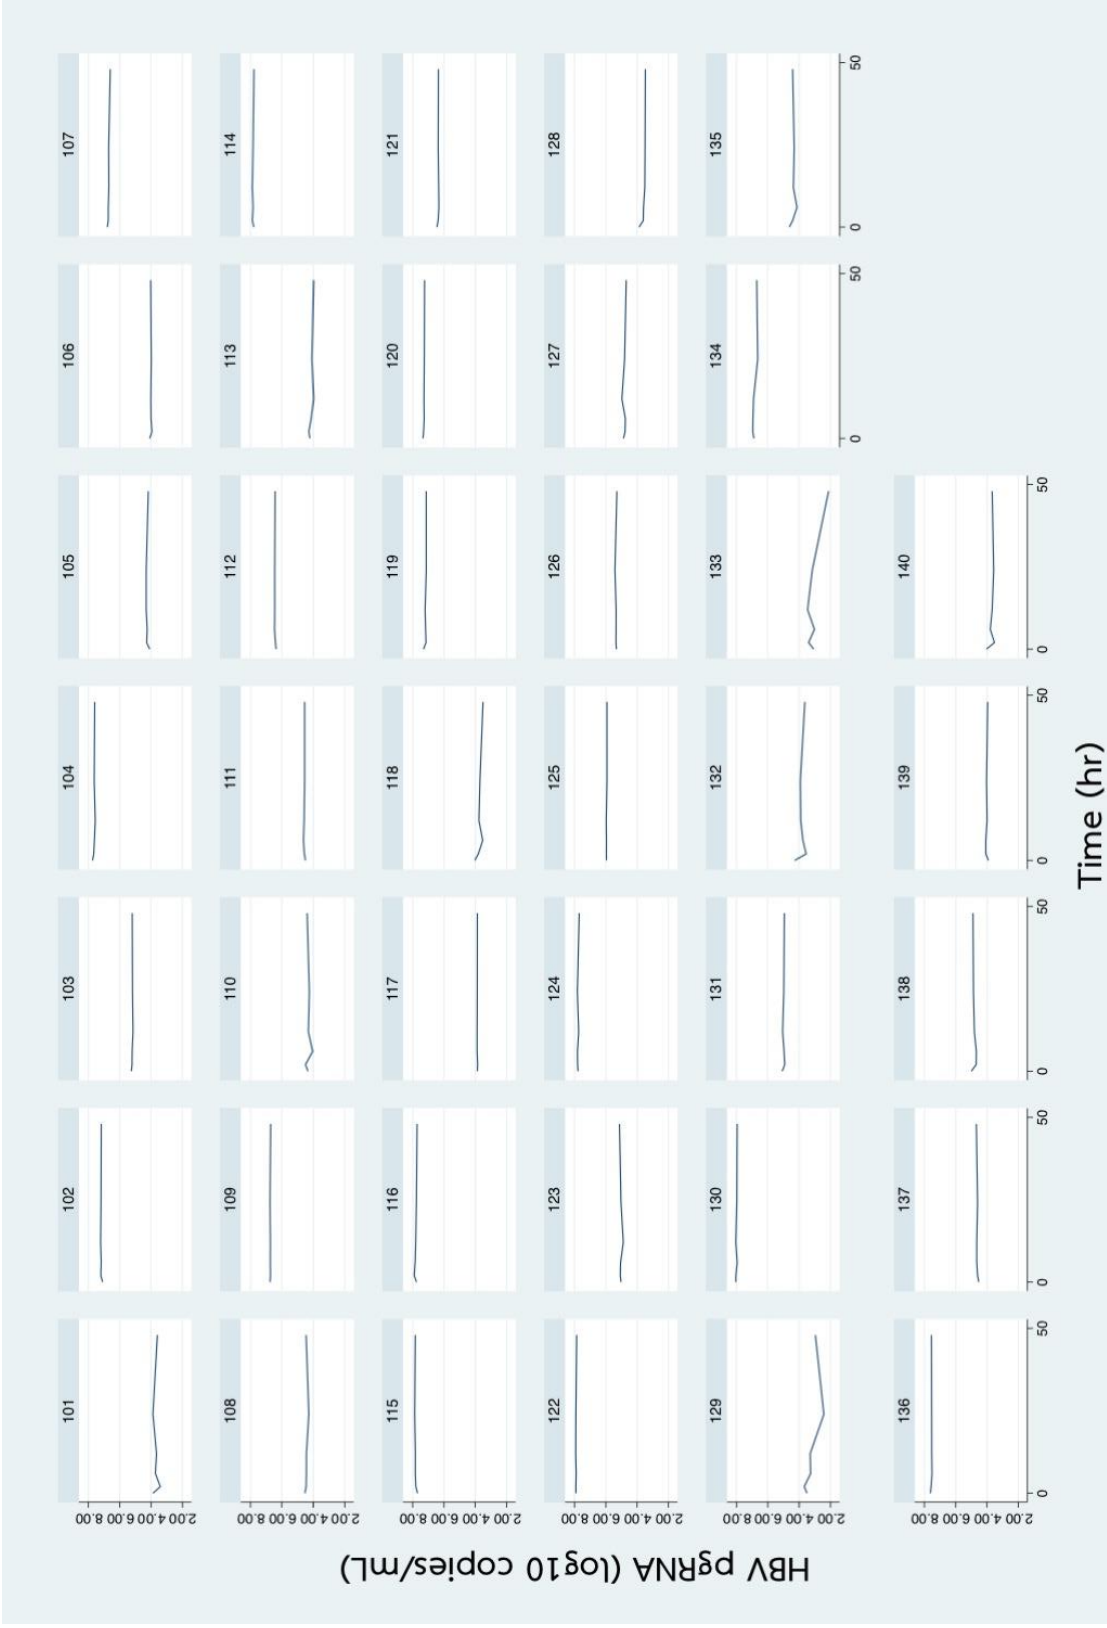 HBV pgRNA (log10 copies/mL)
101 102 103 104 105 106 107
2.00 4.00 6.00 8.00
108 109 110 111 112 113 114
2.00 4.00 6.00 8.00
115 116 117 118 119 120 121
2.00 4.00 6.00 8.00
122 123 124 125 126 127 128
2.00 4.00 6.00 8.00
129 130 131 132 133 134 135
2.00 4.00 6.00 8.00
0 50 0 50
136 137 138 139 140
2.00 4.00 6.00 8.00
0 50 0 50 0 50 0 50 0 50
Time (hr)